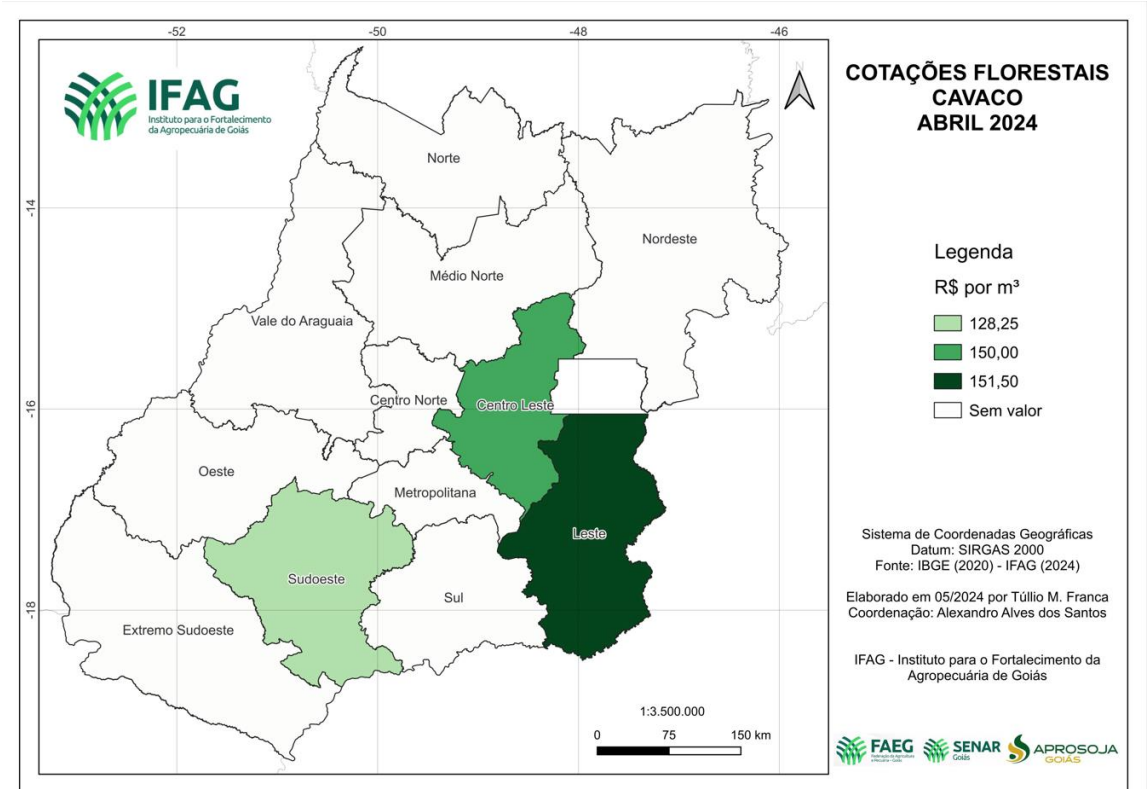 -52
-50
-48
-46
-14
-16
-18
IFAG
Instituto para o Fortalecimento
da Agropecuária de Goiás
N
Norte
Nordeste
Médio Norte
Vale do Araguaia
Centro Norte
Centro Leste
Oeste
Metropolitana
Leste
Sudoeste
Sul
Extremo Sudoeste
1:3.500.000
0 75 150 km
COTAÇÕES FLORESTAIS
CAVACO
ABRIL 2024
Legenda
R$ por m³
128,25
150,00
151,50
Sem valor
Sistema de Coordenadas Geográficas
Datum: SIRGAS 2000
Fonte: IBGE (2020) - IFAG (2024)
Elaborado em 05/2024 por Túllio M. Franca
Coordenação: Alexandro Alves dos Santos
IFAG - Instituto para o Fortalecimento da
Agropecuária de Goiás
FAEG
SENAR
Goiás
APROSOJA
GOIÁS